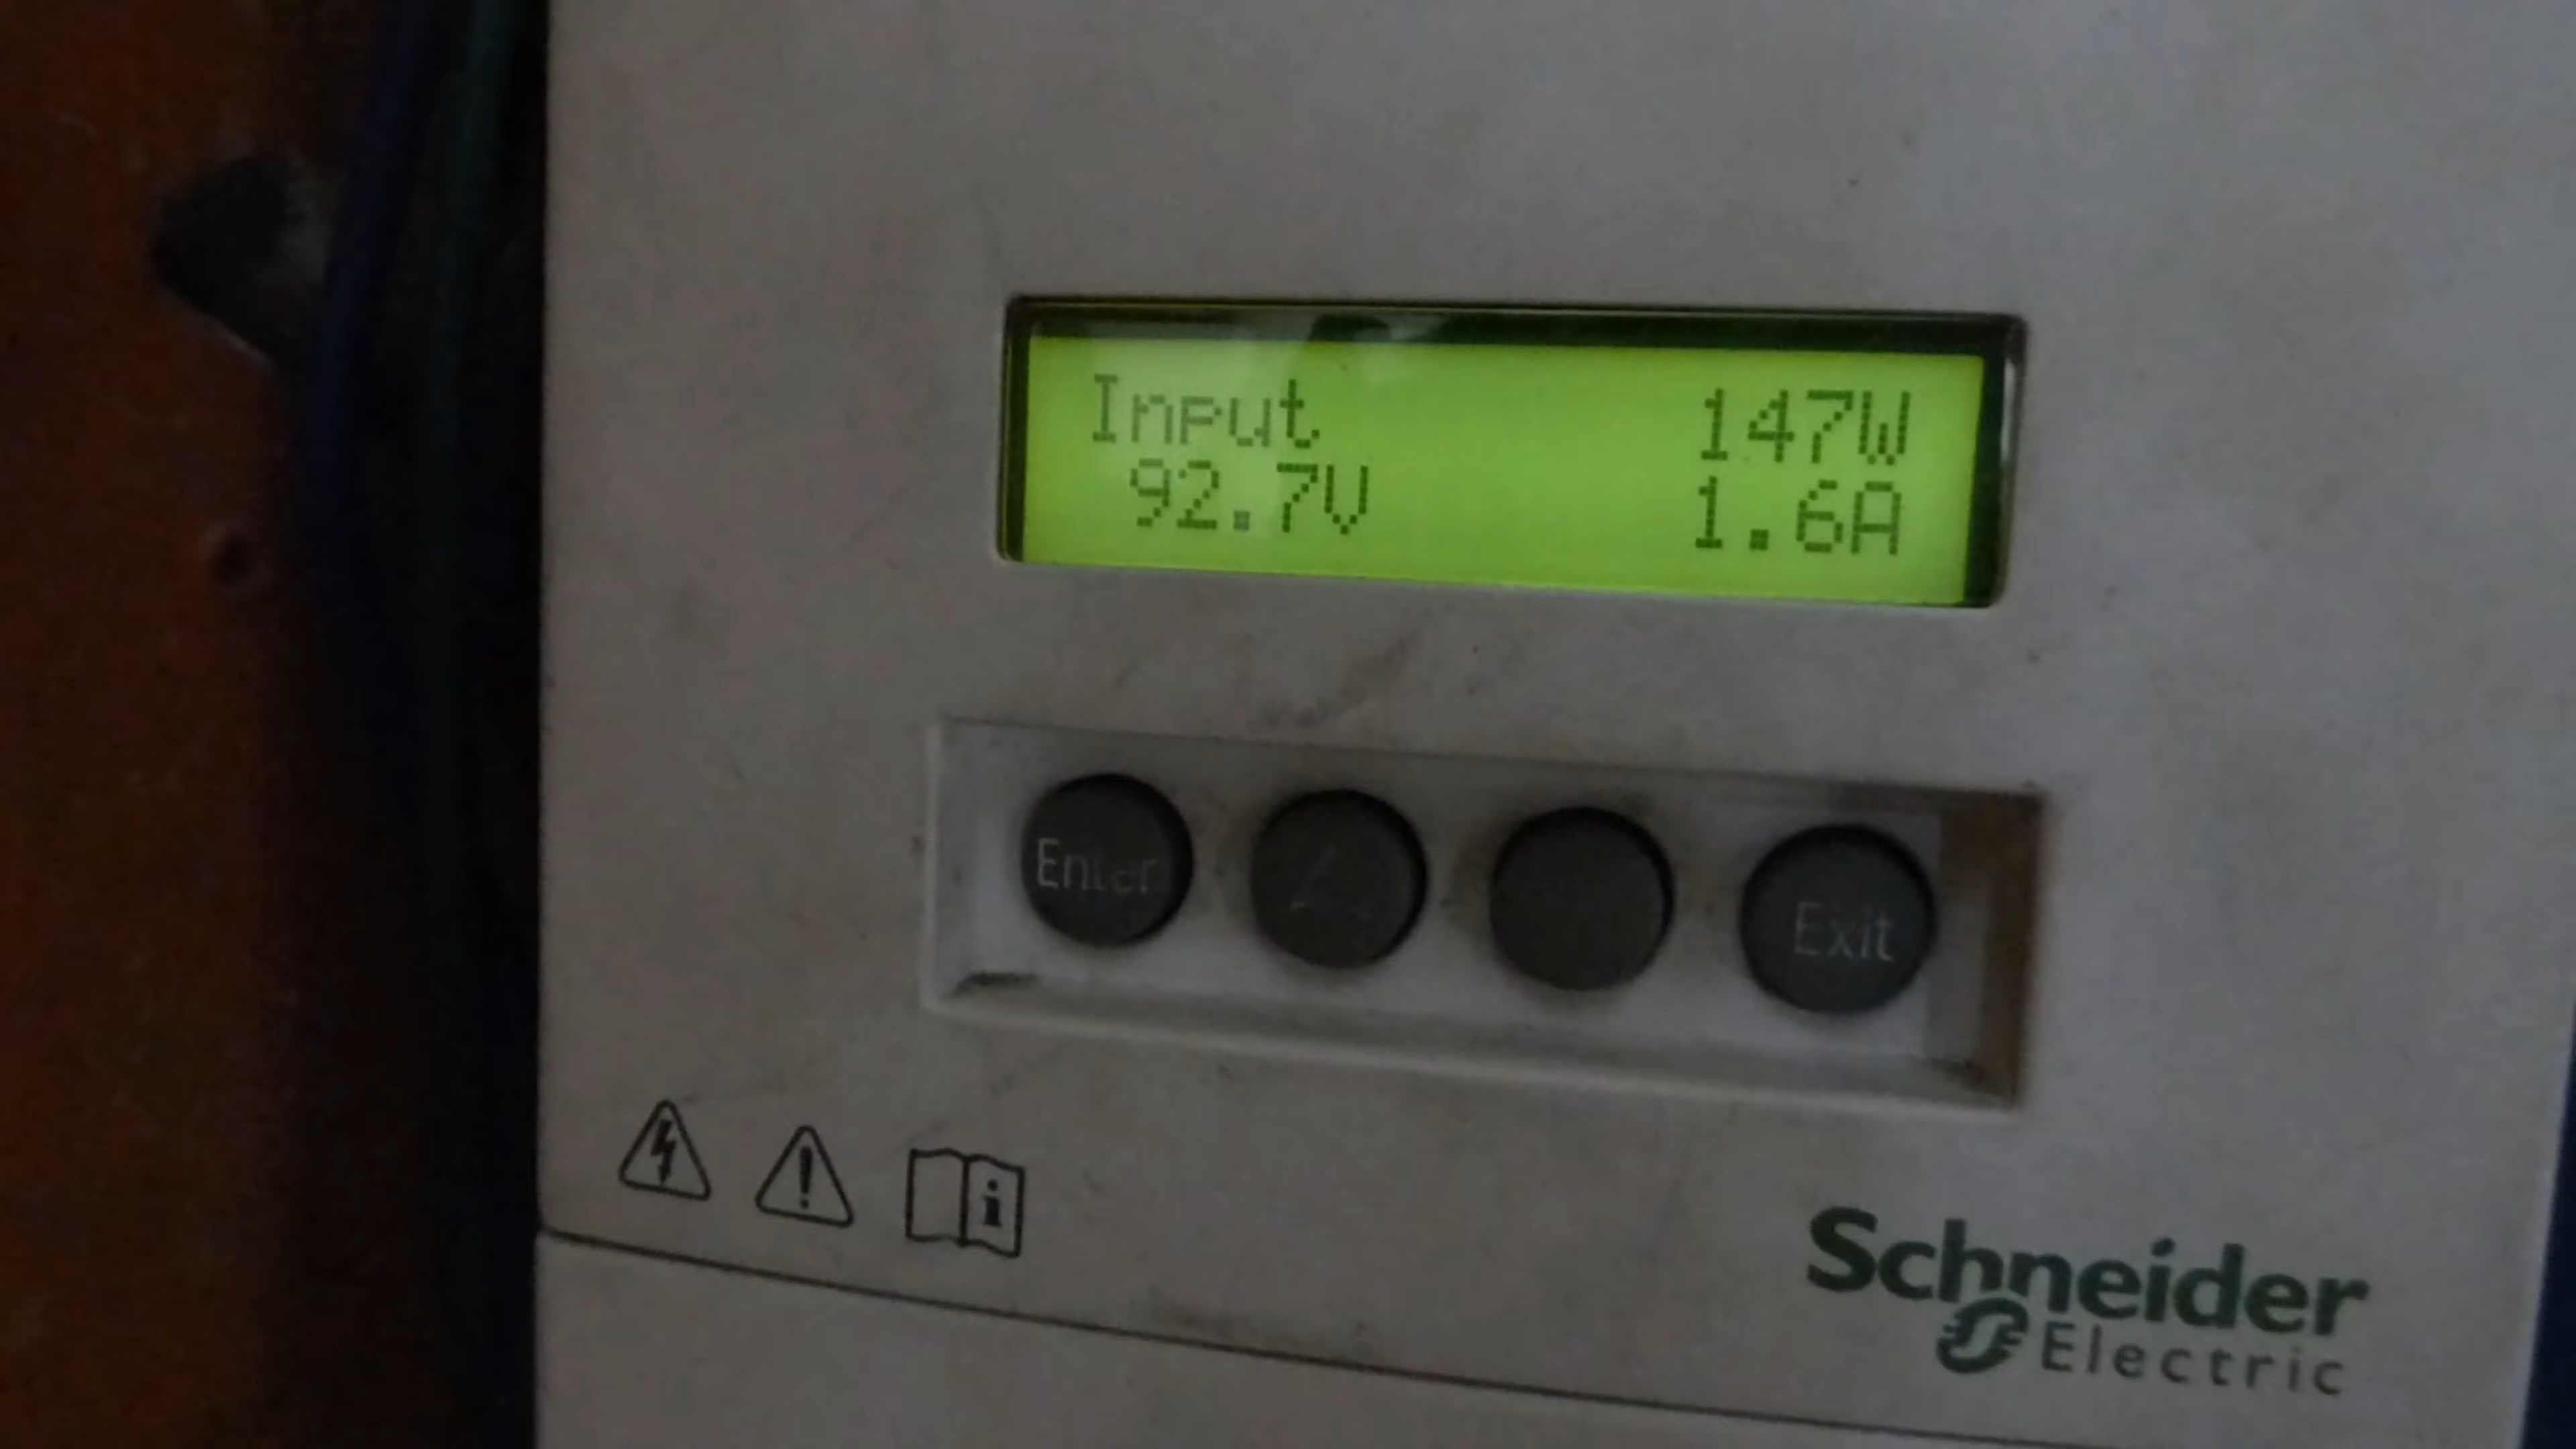 Input 147W
92.7V 1.6A
Enter
Exit
i
Schneider
Electric